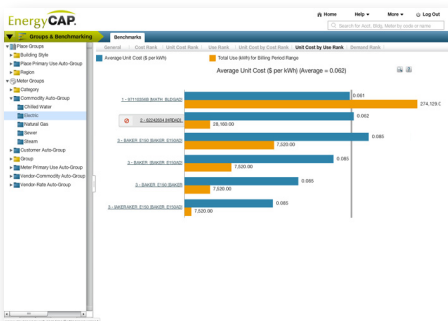 EnergyCAP.
Home Help More Log Out
Search for Acct, Bldg, Meter by code or name
Groups & Benchmarking
Benchmarks
General Cost Rank Unit Cost Rank Use Rank Unit Cost by Cost Rank Unit Cost by Use Rank Demand Rank
Place Groups
Building Style
Place Primary Use Auto-Group
Region
Meter Groups
Category
Commodity Auto-Group
Chilled Water
Electric
Natural Gas
Sewer
Steam
Customer Auto-Group
Group
Meter Primary Use Auto-Group
Vendor-Commodity Auto-Group
Vendor-Rate Auto-Group
Average Unit Cost ($ per kWh)
Total Use (kWh) for Billing Period Range
Average Unit Cost ($ per kWh) (Average = 0.062)
0.061
274,129.0
0.062
28,160.00
0.085
7,520.00
3 - BAKER
0.085
7,520.00
3 - BAKER
0.085
7,520.00
0.085
7,520.00